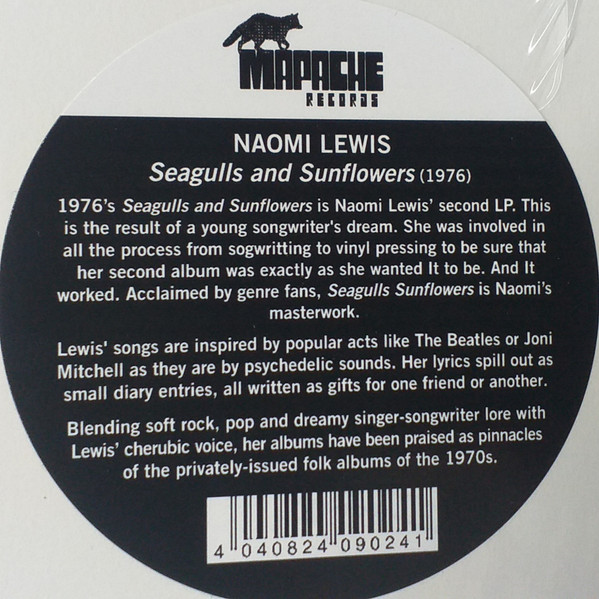 MAPACHE
RECORDS
NAOMI LEWIS
Seagulls and Sunflowers (1976)
1976's Seagulls and Sunflowers is Naomi Lewis' second LP. This
is the result of a young songwriter's dream. She was involved in
all the process from sogwritting to vinyl pressing to be sure that
her second album was exactly as she wanted It to be. And It
worked. Acclaimed by genre fans, Seagulls Sunflowers is Naomi's
masterwork.
Lewis' songs are inspired by popular acts like The Beatles or Joni
Mitchell as they are by psychedelic sounds. Her lyrics spill out as
small diary entries, all written as gifts for one friend or another.
Blending soft rock, pop and dreamy singer-songwriter lore with
Lewis' cherubic voice, her albums have been praised as pinnacles
of the privately-issued folk albums of the 1970s.
4 040824 090241